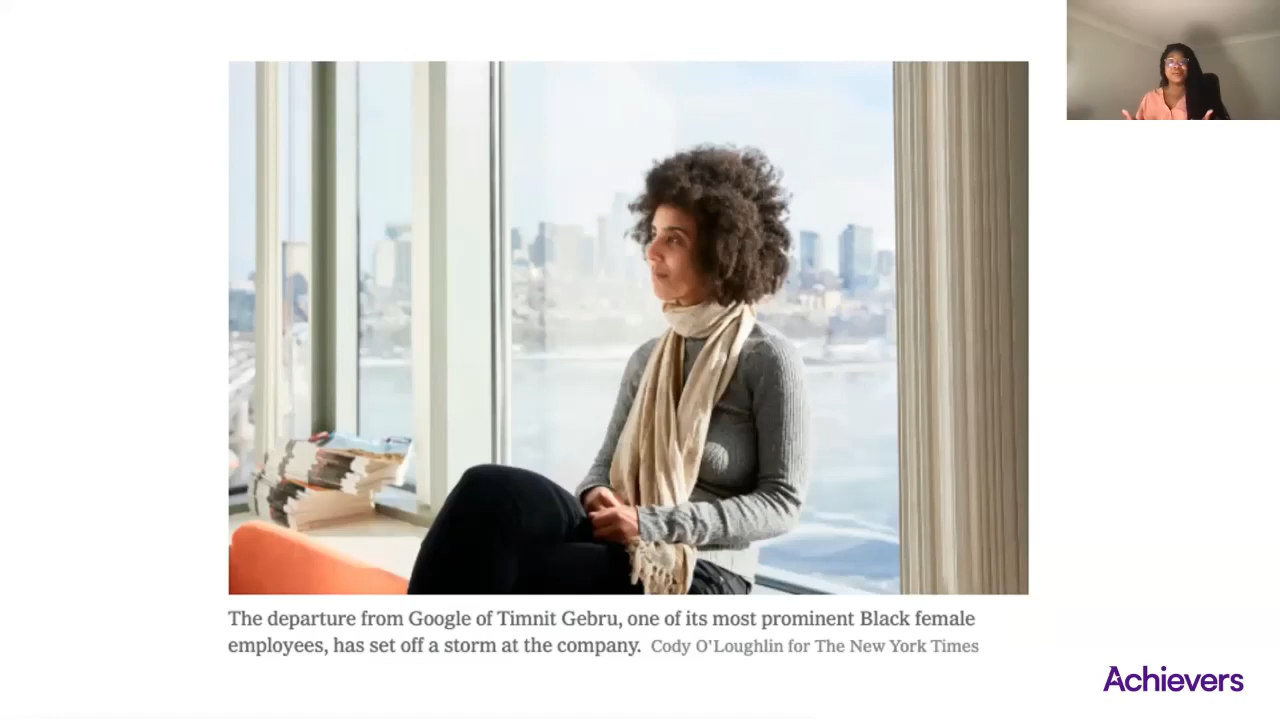 The departure from Google of Timnit Gebru, one of its most prominent Black female
employees, has set off a storm at the company. Cody O'Loughlin for The New York Times
Achievers